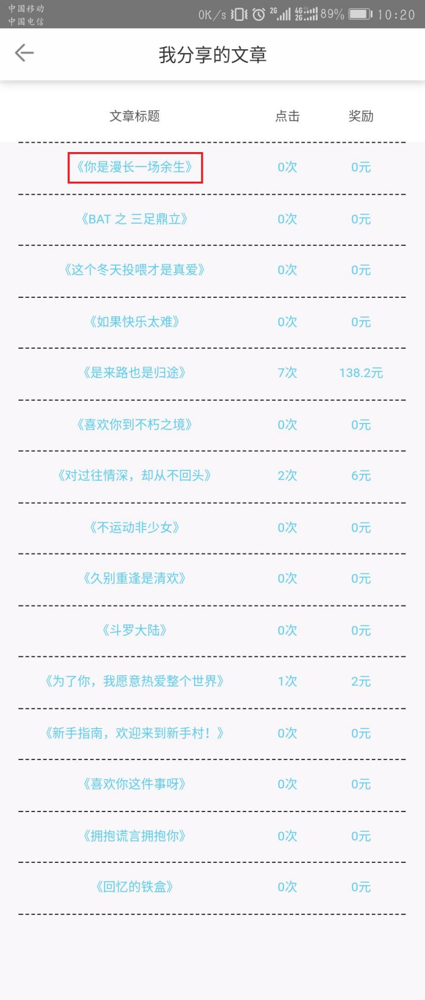 中国移动
中国电信
0K/s 2G 4G 2G 89% 10:20
我分享的文章
文章标题 点击 奖励
《你是漫长一场余生》 0次 0元
《BAT 之 三足鼎立》 0次 0元
《这个冬天投喂才是真爱》 0次 0元
《如果快乐太难》 0次 0元
《是来路也是归途》 7次 138.2元
《喜欢你到不朽之境》 0次 0元
《对过往情深，却从不回头》 2次 6元
《不运动非少女》 0次 0元
《久别重逢是清欢》 0次 0元
《斗罗大陆》 0次 0元
《为了你，我愿意热爱整个世界》 1次 2元
《新手指南，欢迎来到新手村！》 0次 0元
《喜欢你这件事呀》 0次 0元
《拥抱谎言拥抱你》 0次 0元
《回忆的铁盒》 0次 0元